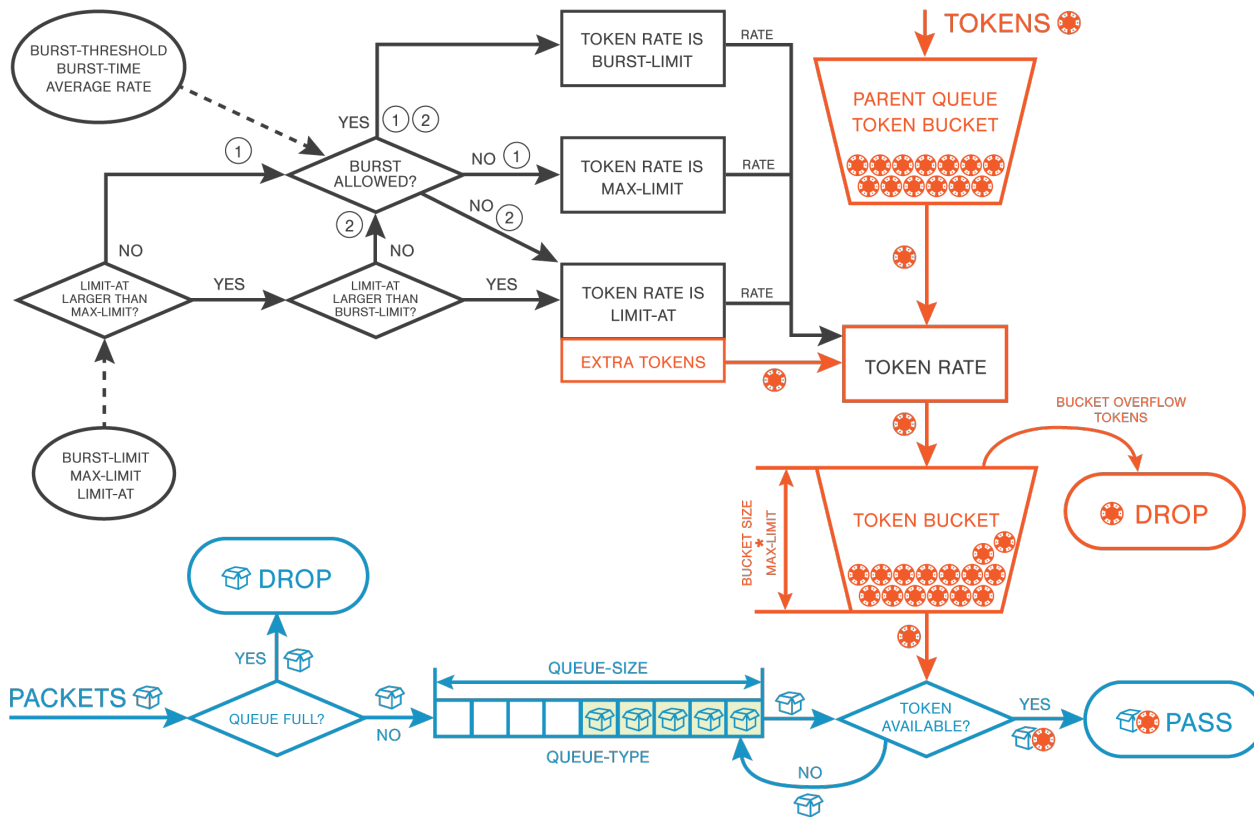 BURST-THRESHOLD
BURST-TIME
AVERAGE RATE
TOKEN RATE IS
BURST-LIMIT
RATE
TOKENS
PARENT QUEUE
TOKEN BUCKET
YES
1 2
1
BURST
ALLOWED?
NO 1
TOKEN RATE IS
MAX-LIMIT
RATE
NO
2
2
NO
NO
LIMIT-AT
LARGER THAN
MAX-LIMIT?
YES
LIMIT-AT
LARGER THAN
BURST-LIMIT?
YES
TOKEN RATE IS
LIMIT-AT
RATE
EXTRA TOKENS
TOKEN RATE
BURST-LIMIT
MAX-LIMIT
LIMIT-AT
BUCKET OVERFLOW
TOKENS
DROP
BUCKET SIZE
*
MAX-LIMIT
TOKEN BUCKET
DROP
YES
PACKETS
QUEUE FULL?
NO
QUEUE-SIZE
QUEUE-TYPE
TOKEN
AVAILABLE?
YES
PASS
NO